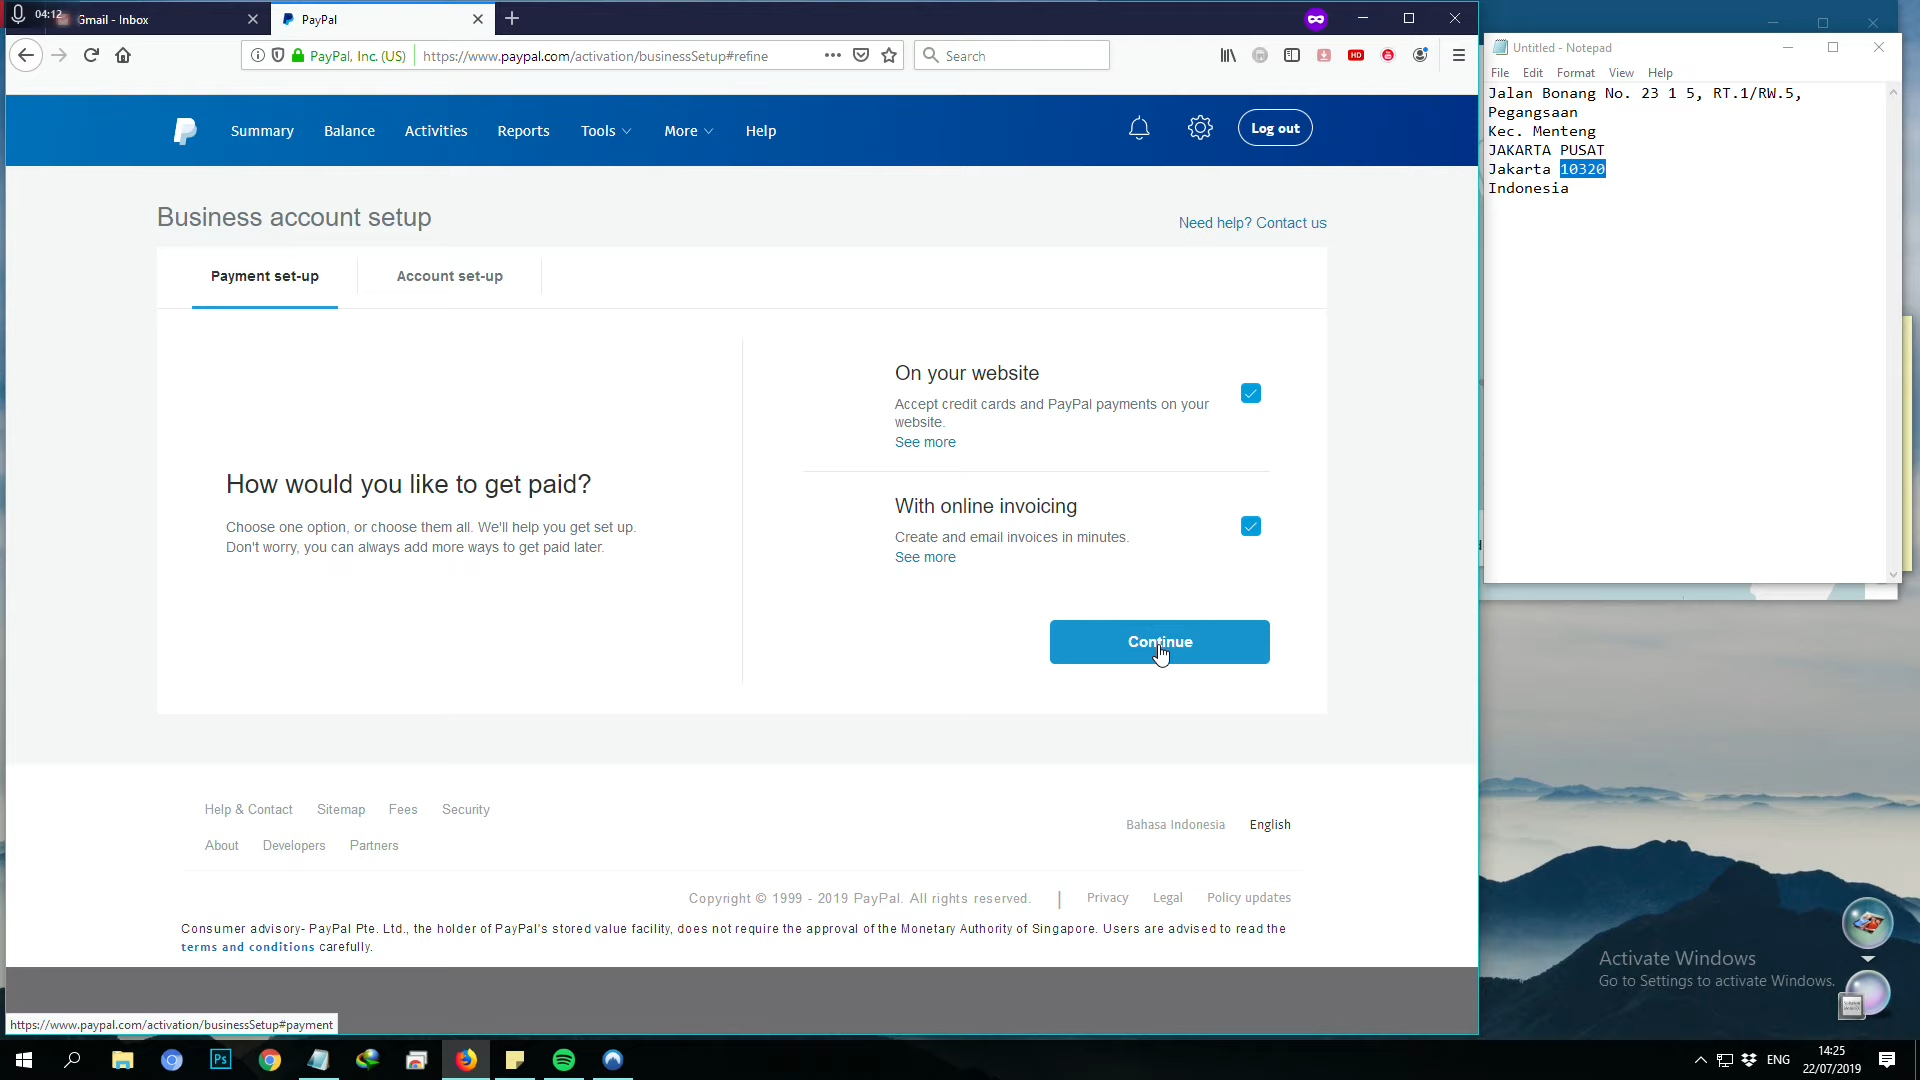 04:12
Gmail - Inbox
PayPal
PayPal, Inc. (US)
https://www.paypal.com/activation/businessSetup#refine
Search
HD
Summary
Balance
Activities
Reports
Tools
More
Help
Log out
Business account setup
Need help? Contact us
Payment set-up
Account set-up
How would you like to get paid?
Choose one option, or choose them all. We'll help you get set up.
Don't worry, you can always add more ways to get paid later.
On your website
Accept credit cards and PayPal payments on your
website.
See more
With online invoicing
Create and email invoices in minutes.
See more
Continue
Help & Contact
Sitemap
Fees
Security
About
Developers
Partners
Bahasa Indonesia
English
Copyright © 1999 - 2019 PayPal. All rights reserved.
Privacy
Legal
Policy updates
Consumer advisory- PayPal Pte. Ltd., the holder of PayPal's stored value facility, does not require the approval of the Monetary Authority of Singapore. Users are advised to read the
terms and conditions carefully.
https://www.paypal.com/activation/businessSetup#payment
Untitled - Notepad
File
Edit
Format
View
Help
Jalan Bonang No. 23 1 5, RT.1/RW.5,
Pegangsaan
Kec. Menteng
JAKARTA PUSAT
Jakarta 10320
Indonesia
Activate Windows
Go to Settings to activate Windows.
Ps
ENG
14:25
22/07/2019